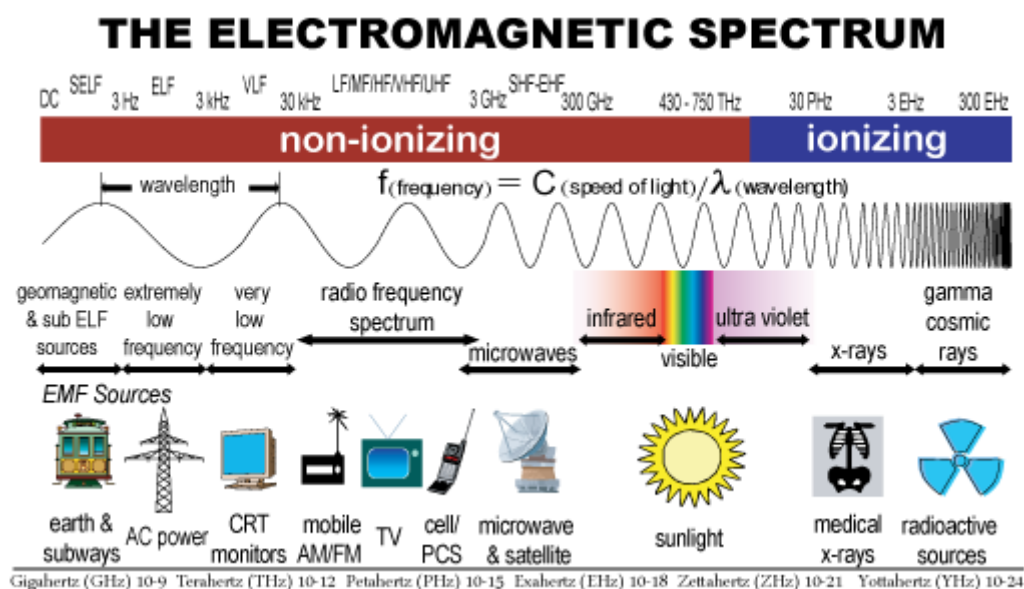 THE ELECTROMAGNETIC SPECTRUM
DC SELF 3 Hz ELF 3 kHz VLF 30 kHz LF/MF/HF/VHF/UHF 3 GHz SHF-EHF 300 GHz 430 - 750 THz 30 PHz 3 EHz 300 EHz
non-ionizing ionizing
wavelength f(frequency) = C (speed of light)/λ (wavelength)
geomagnetic
& sub ELF
sources
extremely
low
frequency
very
low
frequency
radio frequency
spectrum
microwaves
infrared
visible
ultra violet
x-rays
gamma
cosmic
rays
EMF Sources
earth &
subways
AC power
CRT
monitors
mobile
AM/FM
TV
cell/
PCS
microwave
& satellite
sunlight
medical
x-rays
radioactive
sources
Gigahertz (GHz) 10-9 Terahertz (THz) 10-12 Petahertz (PHz) 10-15 Exahertz (EHz) 10-18 Zettahertz (ZHz) 10-21 Yottahertz (YHz) 10-24